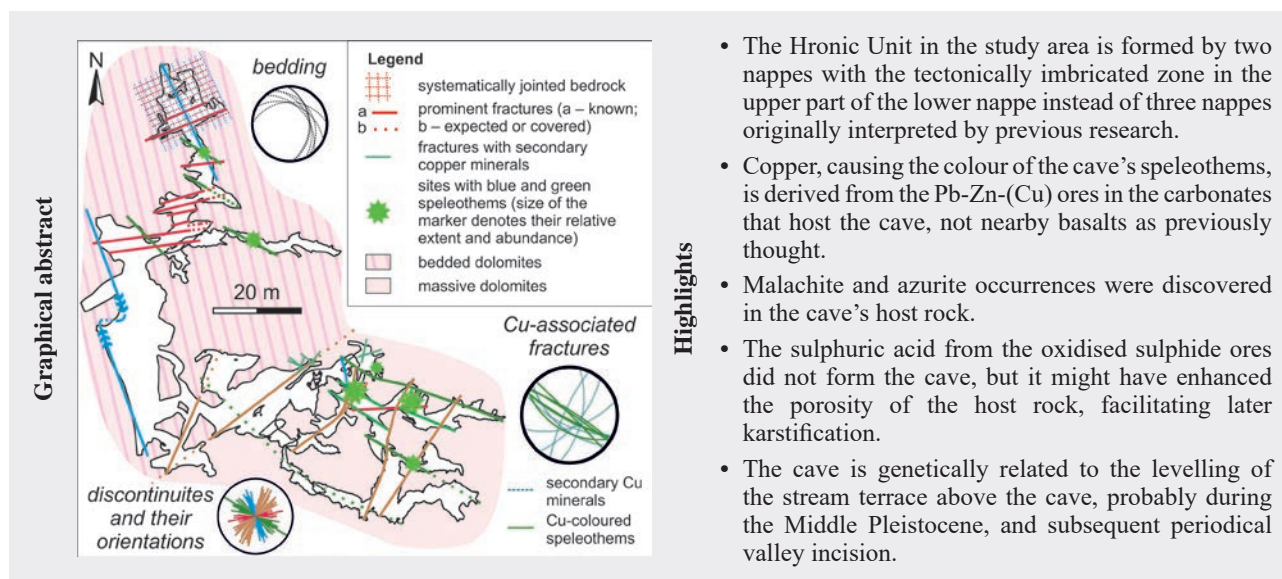 Graphical abstract
N
bedding
20 m
Legend
systematically jointed bedrock
a prominent fractures (a – known;
b b – expected or covered)
fractures with secondary
copper minerals
sites with blue and green
speleothems (size of the
marker denotes their relative
extent and abundance)
bedded dolomites
massive dolomites
Cu-associated
fractures
secondary Cu
minerals
Cu-coloured
speleothems
discontinuites
and their
orientations
Highlights
• The Hronic Unit in the study area is formed by two
nappes with the tectonically imbricated zone in the
upper part of the lower nappe instead of three nappes
originally interpreted by previous research.
• Copper, causing the colour of the cave’s speleothems,
is derived from the Pb-Zn-(Cu) ores in the carbonates
that host the cave, not nearby basalts as previously
thought.
• Malachite and azurite occurrences were discovered
in the cave’s host rock.
• The sulphuric acid from the oxidised sulphide ores
did not form the cave, but it might have enhanced
the porosity of the host rock, facilitating later
karstification.
• The cave is genetically related to the levelling of
the stream terrace above the cave, probably during
the Middle Pleistocene, and subsequent periodical
valley incision.